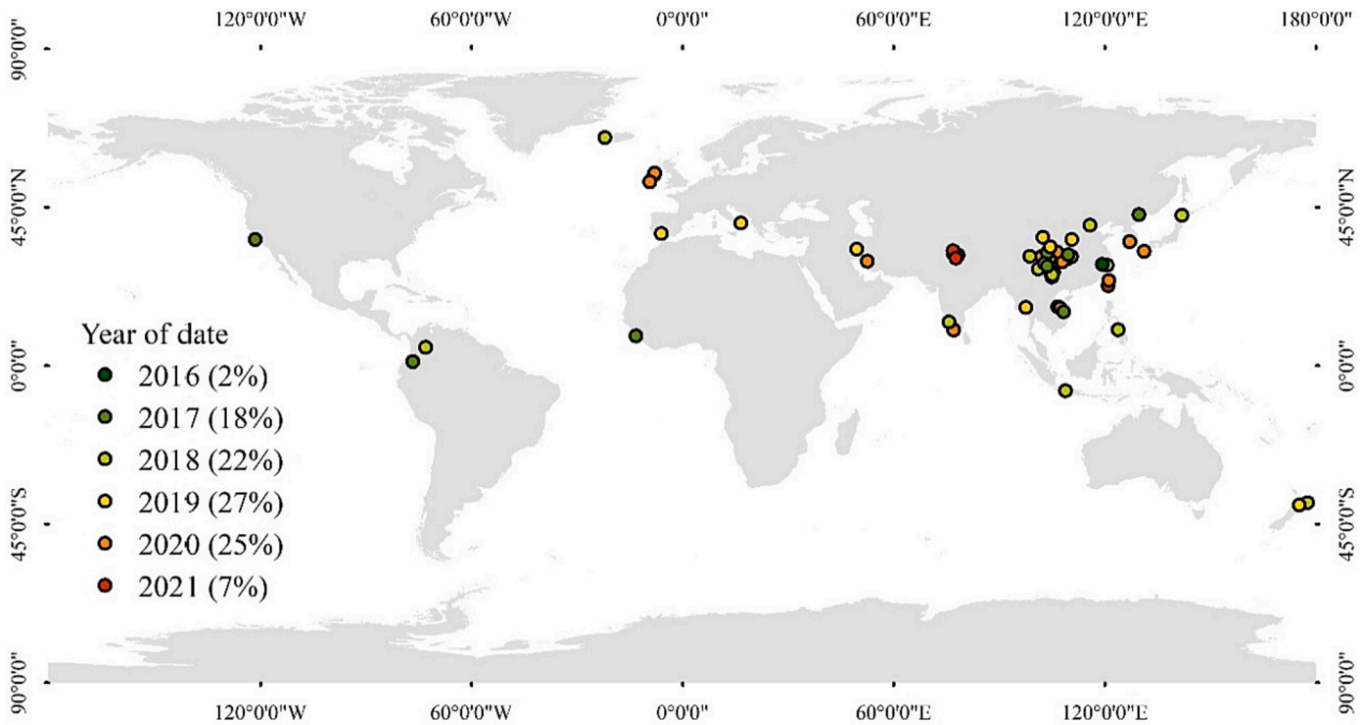 120°0'0"W 60°0'0"W 0°0'0" 60°0'0"E 120°0'0"E 180°0'0"
90°0'0" 90°0'0"
45°0'0"N 45°0'0"N
0°0'0" 0°0'0"
45°0'0"S 45°0'0"S
90°0'0" 90°0'0"
Year of date
2016 (2%)
2017 (18%)
2018 (22%)
2019 (27%)
2020 (25%)
2021 (7%)
120°0'0"W 60°0'0"W 0°0'0" 60°0'0"E 120°0'0"E